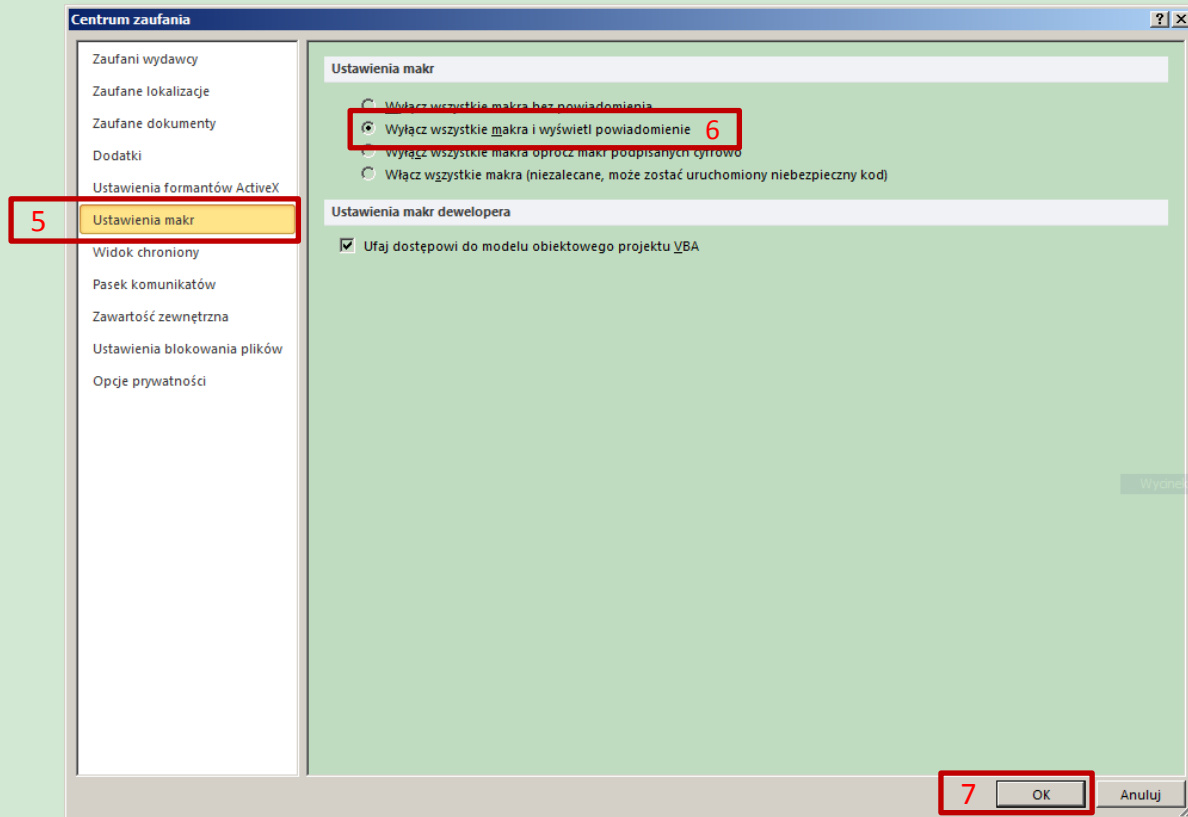 Centrum zaufania
Zaufani wydawcy
Zaufane lokalizacje
Zaufane dokumenty
Dodatki
Ustawienia formantów ActiveX
5
Ustawienia makr
Widok chroniony
Pasek komunikatów
Zawartość zewnętrzna
Ustawienia blokowania plików
Opcje prywatności
Ustawienia makr
Wyłącz wszystkie makra bez powiadomienia
Wyłącz wszystkie makra i wyświetl powiadomienie 6
Wyłącz wszystkie makra oprócz makr podpisanych cyfrowo
Włącz wszystkie makra (niezalecane, może zostać uruchomiony niebezpieczny kod)
Ustawienia makr dewelopera
Ufaj dostępowi do modelu obiektowego projektu VBA
Wycinek
7 OK Anuluj